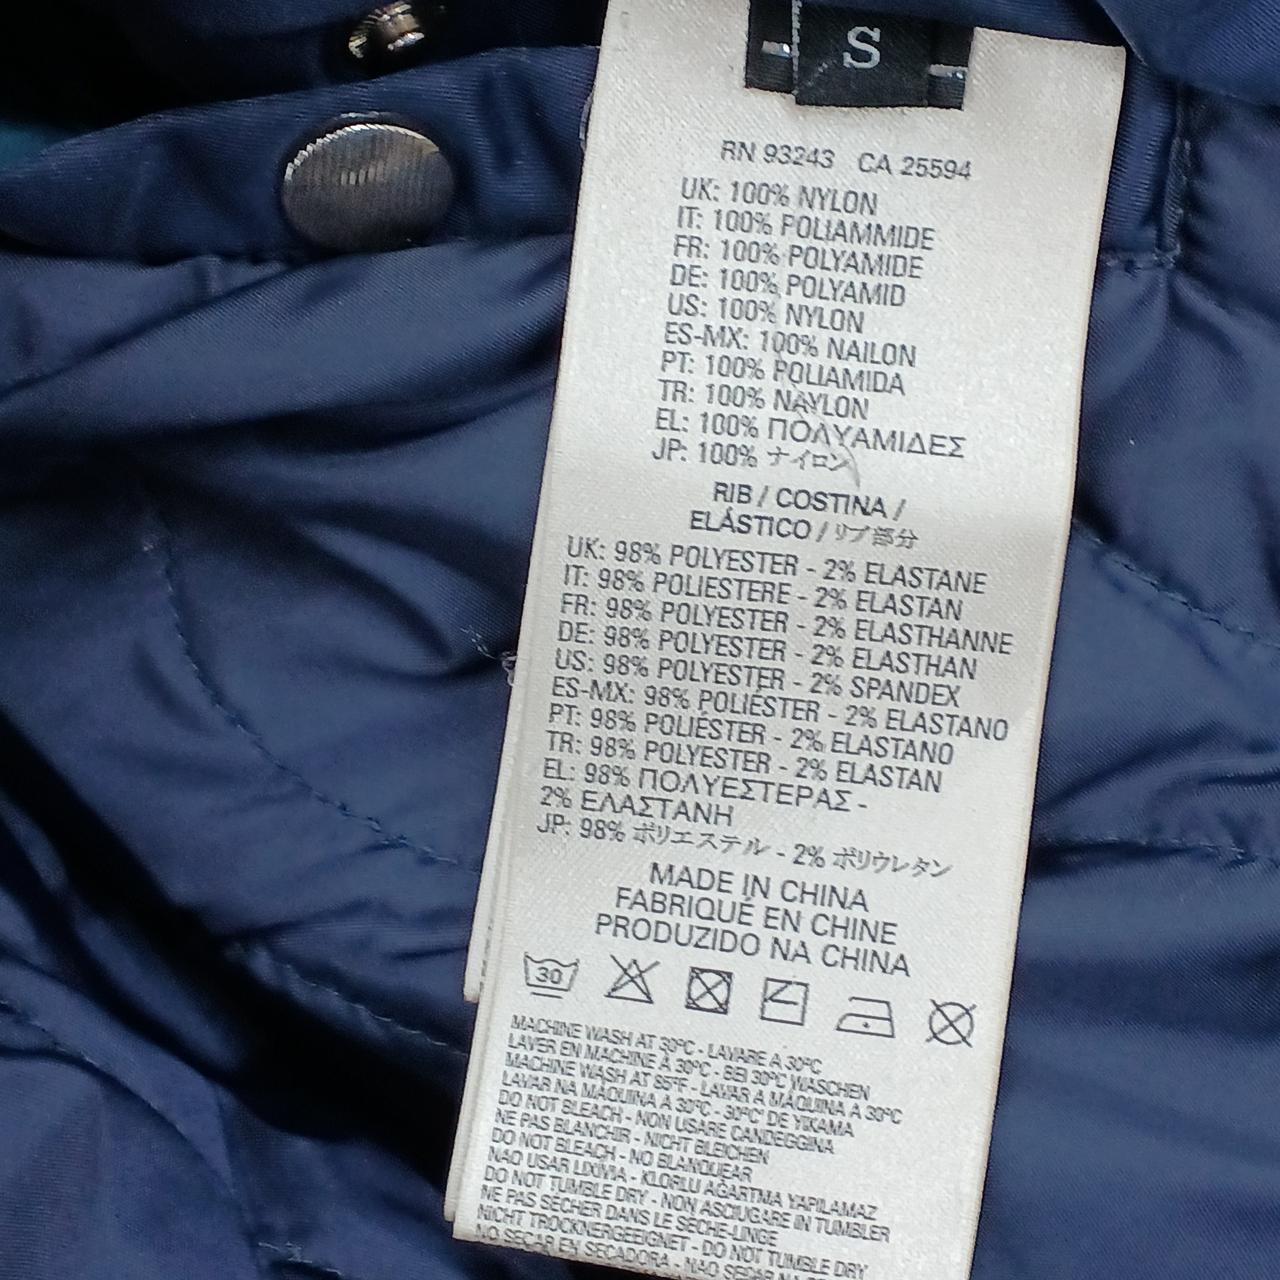 S
RN 93243 CA 25594
UK: 100% NYLON
IT: 100% POLIAMMIDE
FR: 100% POLYAMIDE
DE: 100% POLYAMID
US: 100% NYLON
ES-MX: 100% NAILON
PT: 100% POLIAMIDA
TR: 100% NAYLON
EL: 100% ΠΟΛΥΑΜΙΔΕΣ
JP: 100% ナイロン
RIB / COSTINA /
ELÁSTICO / リブ部分
UK: 98% POLYESTER - 2% ELASTANE
IT: 98% POLIESTERE - 2% ELASTAN
FR: 98% POLYESTER - 2% ELASTHANNE
DE: 98% POLYESTER - 2% ELASTHAN
US: 98% POLYESTER - 2% SPANDEX
ES-MX: 98% POLIÉSTER - 2% ELASTANO
PT: 98% POLIÉSTER - 2% ELASTANO
TR: 98% POLYESTER - 2% ELASTAN
EL: 98% ΠΟΛΥΕΣΤΕΡΑΣ -
2% ΕΛΑΣΤΑΝΗ
JP: 98% ポリエステル - 2% ポリウレタン
MADE IN CHINA
FABRIQUÉ EN CHINE
PRODUZIDO NA CHINA
30
MACHINE WASH AT 30°C - LAVARE A 30°C
LAVER EN MACHINE À 30°C - BEI 30°C WASCHEN
MACHINE WASH AT 85°F - LAVAR A MÁQUINA A 30°C
LAVAR NA MÁQUINA A 30°C - 30°C' DE YIKAMA
DO NOT BLEACH - NON USARE CANDEGGINA
NE PAS BLANCHIR - NICHT BLEICHEN
DO NOT BLEACH - NO BLANQUEAR
NAO USAR LIXÍVIA - KLORLU AĞARTMA YAPILAMAZ
DO NOT TUMBLE DRY - NON ASCIUGARE IN TUMBLER
NE PAS SÉCHER DANS LE SÈCHE-LINGE
NICHT TROCKNERGEEIGNET - DO NOT TUMBLE DRY
NO SECAR EN SECADORA - NAO SECAR NA